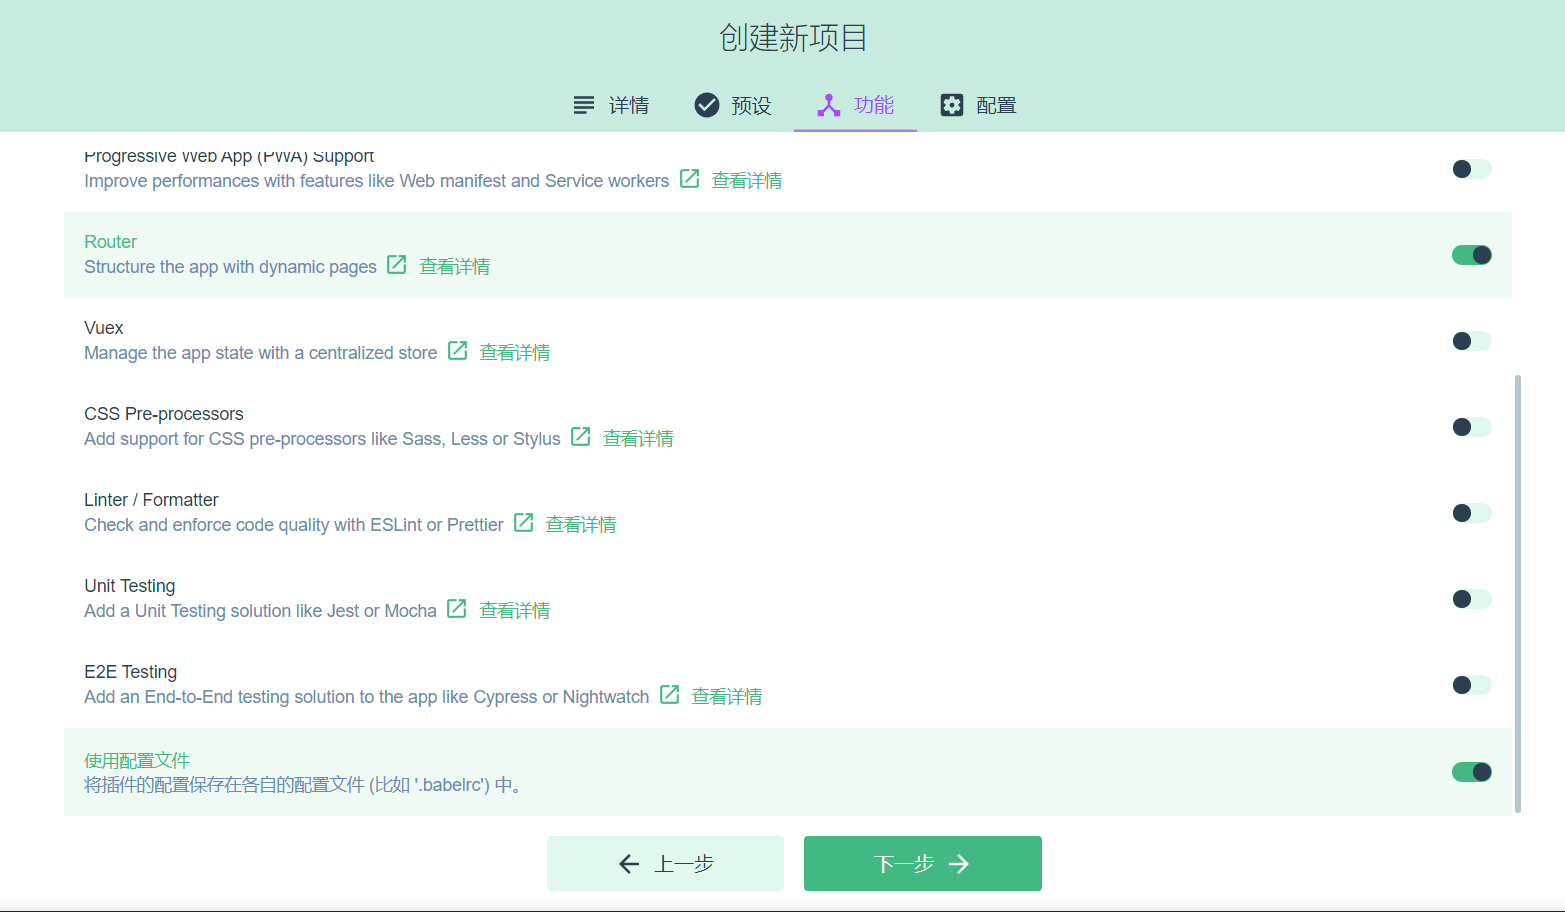 创建新项目
详情 预设 功能 配置
Progressive Web App (PWA) Support
Improve performances with features like Web manifest and Service workers 查看详情
Router
Structure the app with dynamic pages 查看详情
Vuex
Manage the app state with a centralized store 查看详情
CSS Pre-processors
Add support for CSS pre-processors like Sass, Less or Stylus 查看详情
Linter / Formatter
Check and enforce code quality with ESLint or Prettier 查看详情
Unit Testing
Add a Unit Testing solution like Jest or Mocha 查看详情
E2E Testing
Add an End-to-End testing solution to the app like Cypress or Nightwatch 查看详情
使用配置文件
将插件的配置保存在各自的配置文件 (比如 '.babelrc') 中。
上一步 下一步